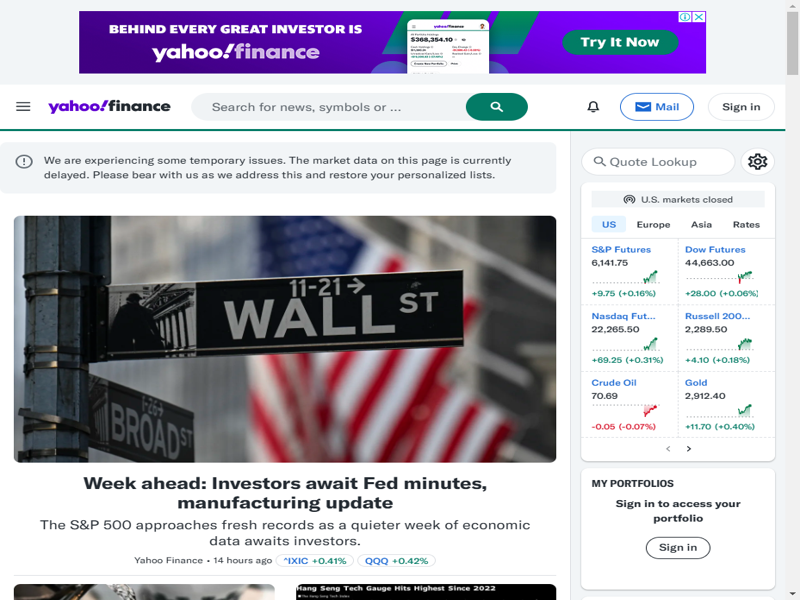 BEHIND EVERY GREAT INVESTOR IS
yahoo!finance
yahoo!finance
$368,354.10
Try It Now
yahoo!finance
Search for news, symbols or ...
Mail
Sign in
We are experiencing some temporary issues. The market data on this page is currently
delayed. Please bear with us as we address this and restore your personalized lists.
11-21→
WALL ST
1-26→
BROAD ST
Week ahead: Investors await Fed minutes,
manufacturing update
The S&P 500 approaches fresh records as a quieter week of economic
data awaits investors.
Yahoo Finance • 14 hours ago ^IXIC +0.41% QQQ +0.42%
Hang Seng Tech Gauge Hits Highest Since 2022
Quote Lookup
U.S. markets closed
US Europe Asia Rates
S&P Futures
6,141.75
+9.75 (+0.16%)
Dow Futures
44,663.00
+28.00 (+0.06%)
Nasdaq Fut...
22,265.50
+69.25 (+0.31%)
Russell 200...
2,289.50
+4.10 (+0.18%)
Crude Oil
70.69
-0.05 (-0.07%)
Gold
2,912.40
+11.70 (+0.40%)
MY PORTFOLIOS
Sign in to access your
portfolio
Sign in